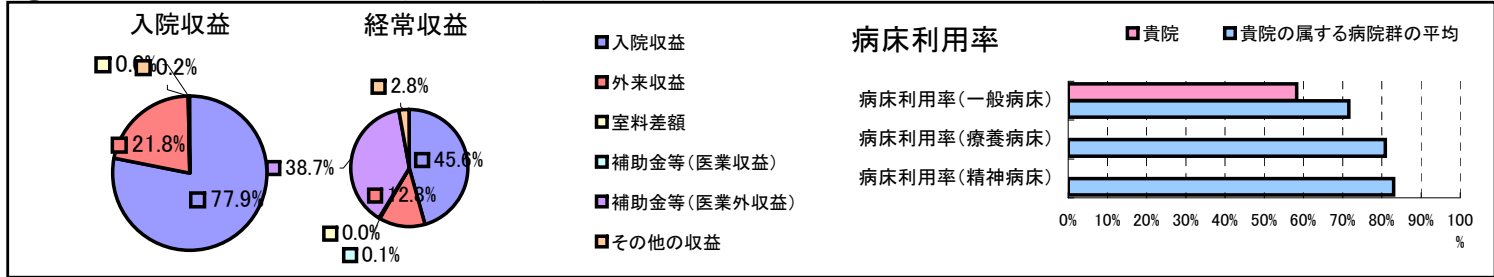 入院収益
0.0%
0.2%
21.8%
77.9%
経常収益
2.8%
38.7%
45.6%
12.8%
0.0%
0.1%
入院収益
外来収益
室料差額
補助金等(医業収益)
補助金等(医業外収益)
その他の収益
病床利用率
貴院
貴院の属する病院群の平均
病床利用率(一般病床)
病床利用率(療養病床)
病床利用率(精神病床)
0% 10% 20% 30% 40% 50% 60% 70% 80% 90% 100
%